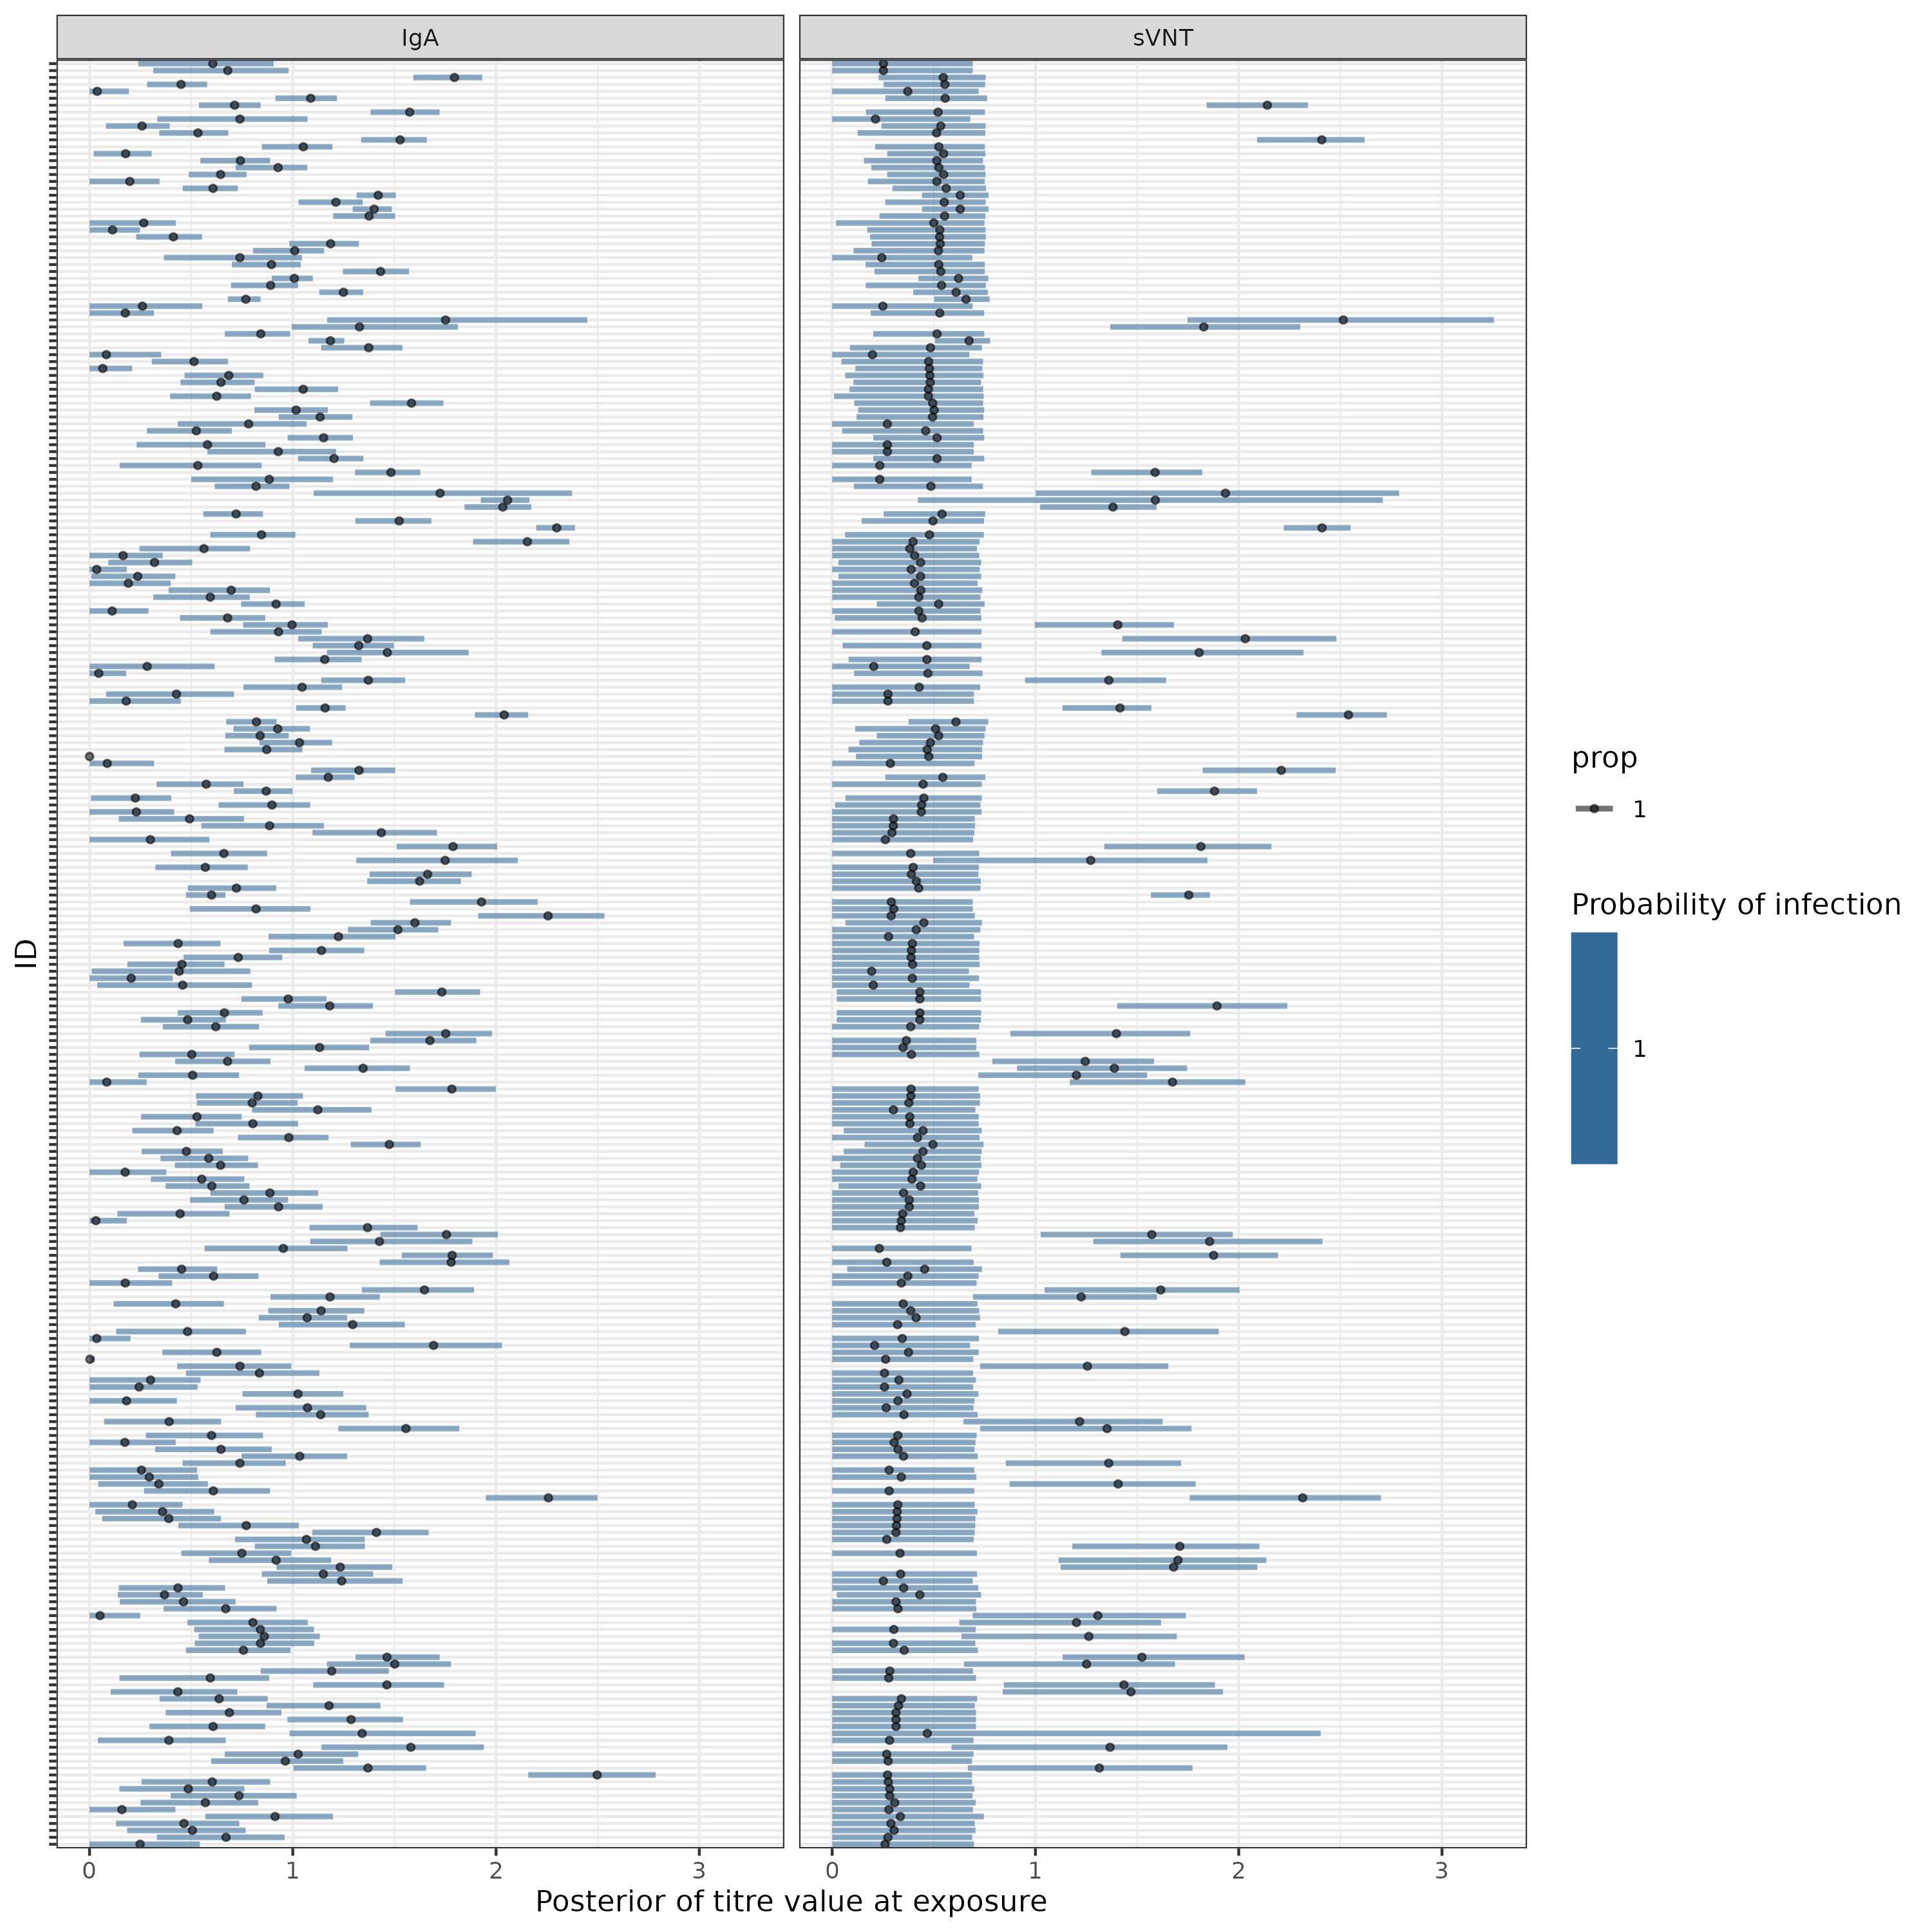 IgA
sVNT
ID
0 1 2 3
0 1 2 3
Posterior of titre value at exposure
prop
1
Probability of infection
1